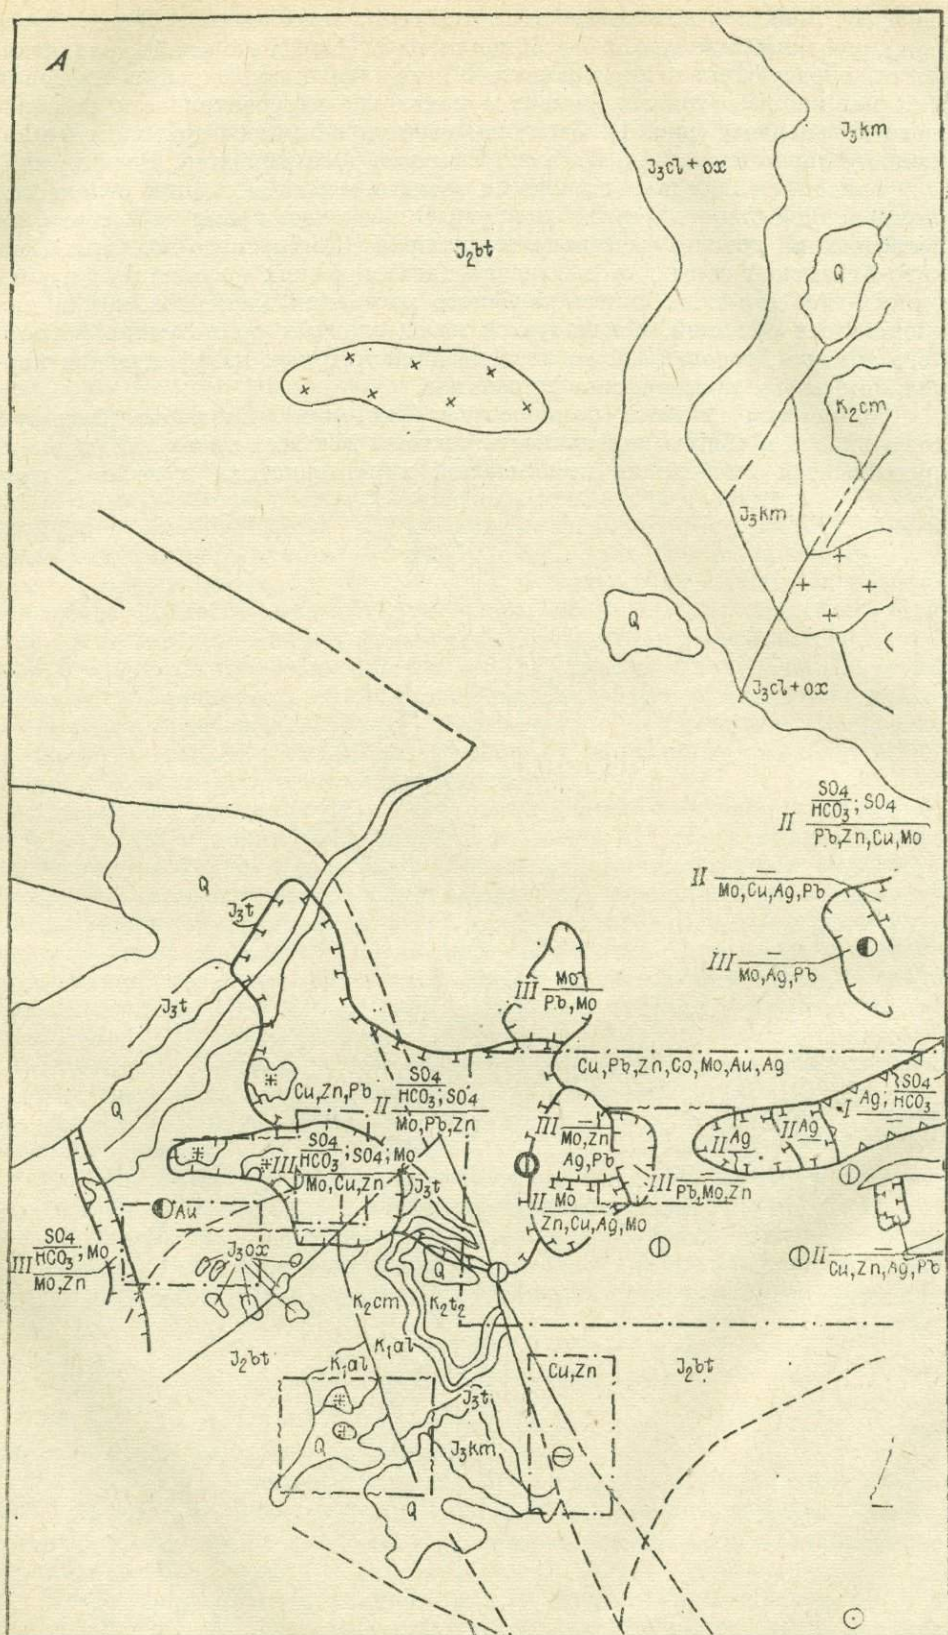 A
J₃km
J₃cl+ox
J₂bt
Q
K₂cm
J₃km
Q
J₃cl+ox
SO₄
II HCO₃; SO₄
Pb,Zn,Cu,Mo
II —
Mo,Cu,Ag,Pb
Q
J₃t
III —
Mo,Ag,Pb
III Mo
Pb,Mo
J₃t
Cu,Pb,Zn,Co,Mo,Au,Ag
Cu,Zn,Pb
SO₄
II HCO₃; SO₄
Mo,Pb,Zn
I Ag; SO₄
HCO₃
—
Q
III —
Mo,Zn
Ag,Pb
II Ag
—
II Ag
—
SO₄
III HCO₃; SO₄; Mo
Mo,Cu,Zn
J₃t
III —
Pb,Mo,Zn
II Mo
Zn,Cu,Ag,Mo
Au
SO₄
III HCO₃; Mo
Mo,Zn
J₃ox
Q
II —
Cu,Zn,Ag,Pb
K₂cm
K₂t₂
K₁al
J₂bt
K₁al
Cu,Zn
J₂bt
J₃t
Q
J₃km
Q